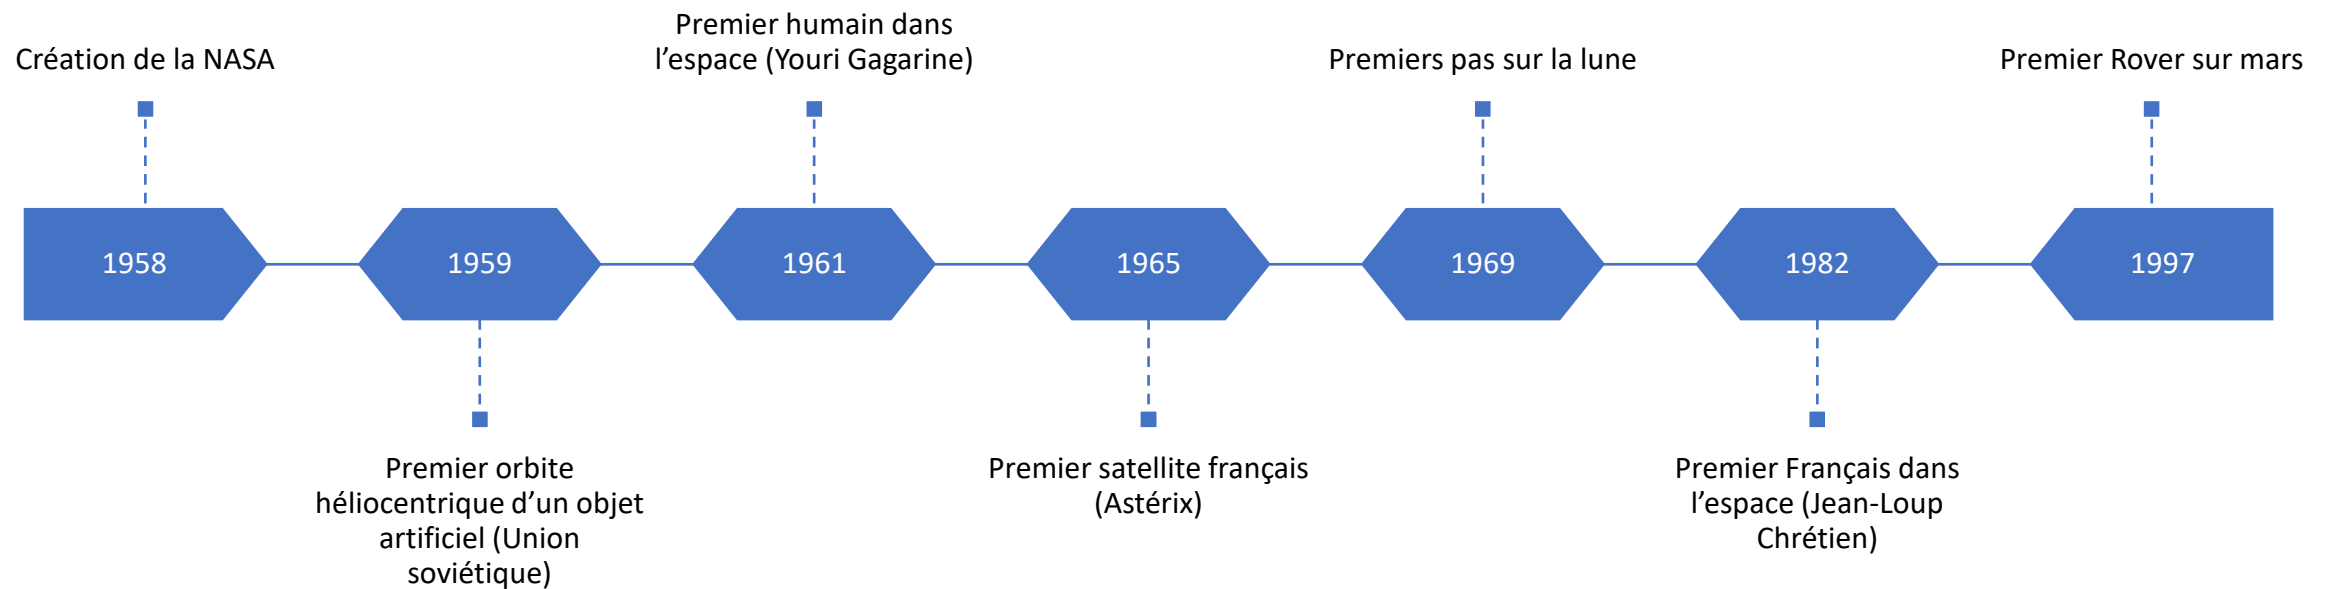 Création de la NASA
Premier humain dans
l’espace (Youri Gagarine)
Premiers pas sur la lune
Premier Rover sur mars
1958
1959
1961
1965
1969
1982
1997
Premier orbite
héliocentrique d’un objet
artificiel (Union
soviétique)
Premier satellite français
(Astérix)
Premier Français dans
l’espace (Jean-Loup
Chrétien)